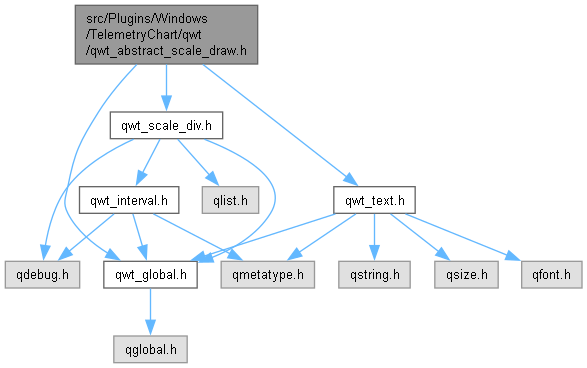 src/Plugins/Windows
/TelemetryChart/qwt
/qwt_abstract_scale_draw.h
qwt_scale_div.h
qwt_interval.h
qlist.h
qwt_text.h
qdebug.h
qwt_global.h
qmetatype.h
qstring.h
qsize.h
qfont.h
qglobal.h